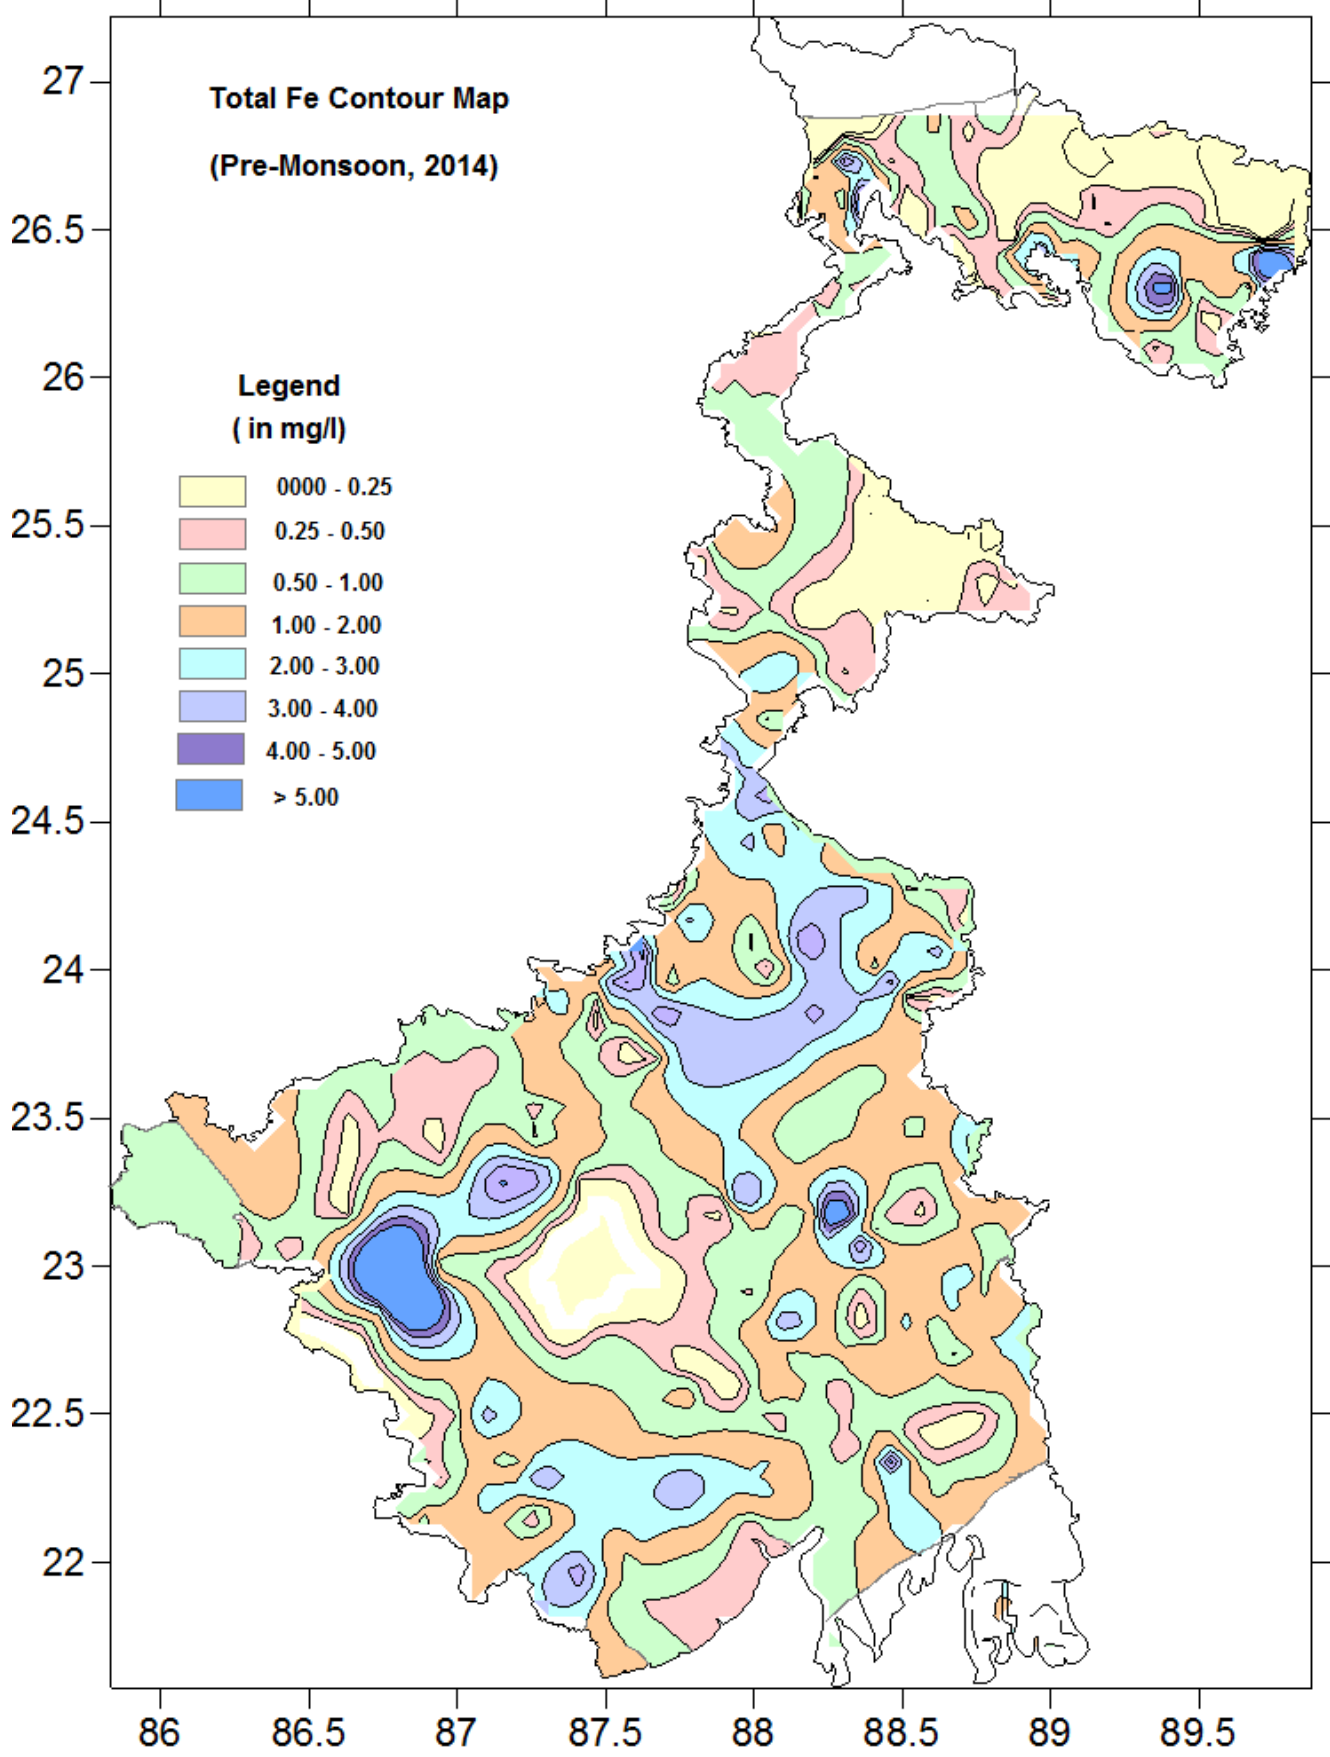 Total Fe Contour Map
(Pre-Monsoon, 2014)
Legend
( in mg/l)
0000 - 0.25
0.25 - 0.50
0.50 - 1.00
1.00 - 2.00
2.00 - 3.00
3.00 - 4.00
4.00 - 5.00
> 5.00
27
26.5
26
25.5
25
24.5
24
23.5
23
22.5
22
86 86.5 87 87.5 88 88.5 89 89.5